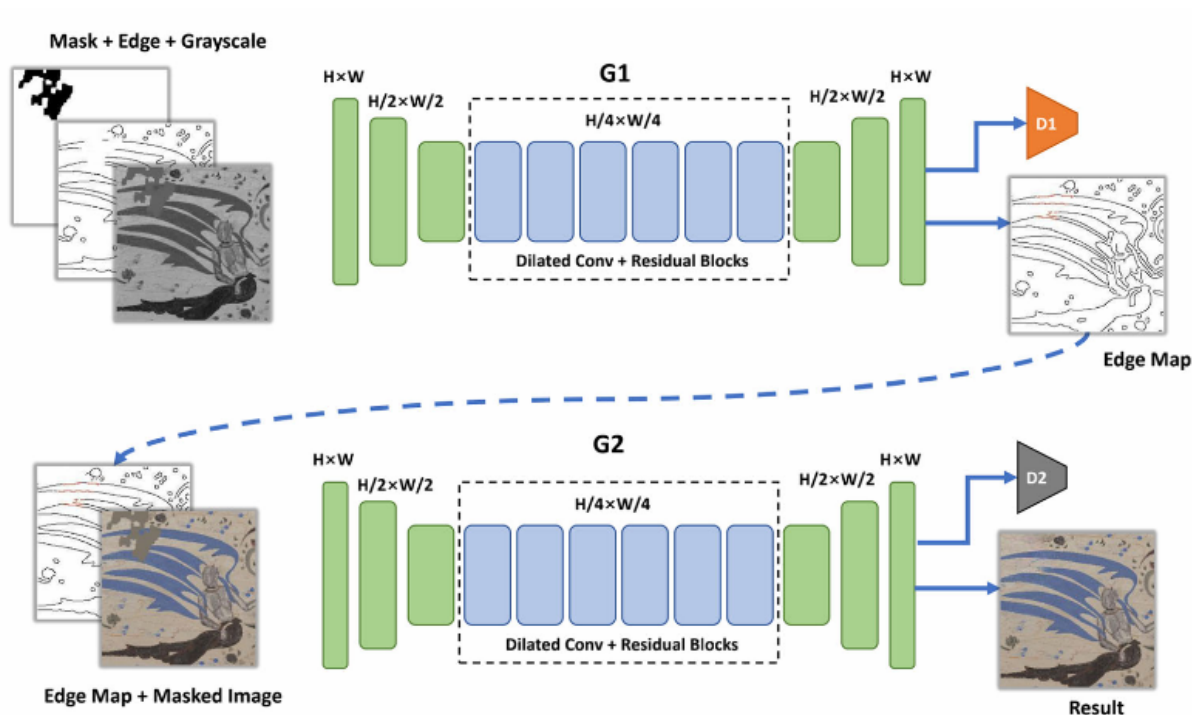 Mask + Edge + Grayscale
G1
H×W
H/2×W/2
H/4×W/4
H/2×W/2
H×W
D1
Dilated Conv + Residual Blocks
Edge Map
G2
H×W
H/2×W/2
H/4×W/4
H/2×W/2
H×W
D2
Dilated Conv + Residual Blocks
Edge Map + Masked Image
Result